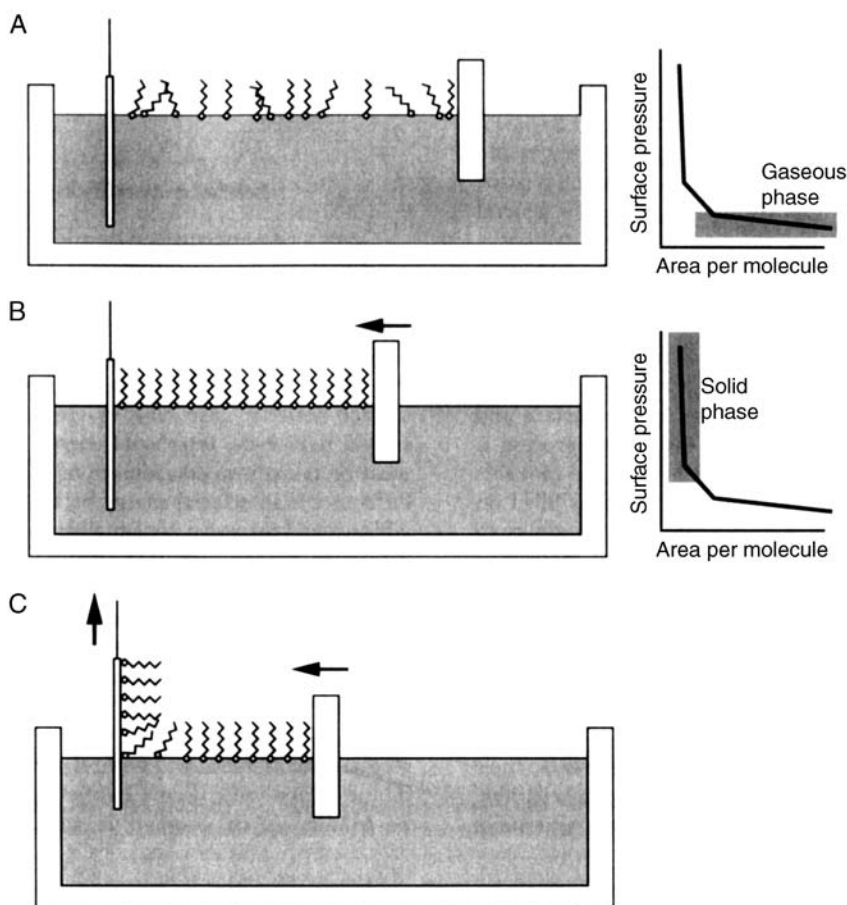 A
Surface pressure
Gaseous
phase
Area per molecule
B
Surface pressure
Solid
phase
Area per molecule
C